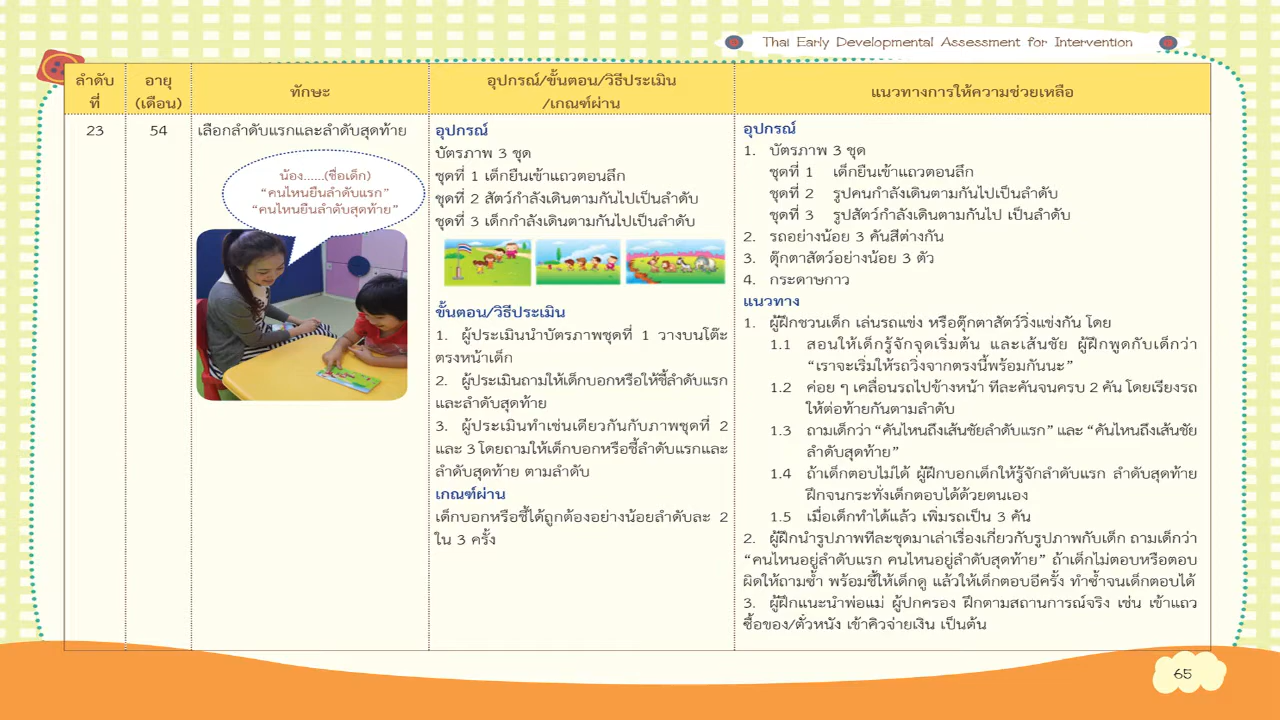 Thai Early Developmental Assessment for Intervention
ลำดับ
ที่
อายุ
(เดือน)
ทักษะ
อุปกรณ์/ขั้นตอน/วิธีประเมิน
/เกณฑ์ผ่าน
แนวทางการให้ความช่วยเหลือ
23
54
เลือกลำดับแรกและลำดับสุดท้าย
น้อง......(ชื่อเด็ก)
“คนไหนยืนลำดับแรก”
“คนไหนยืนลำดับสุดท้าย”
อุปกรณ์
บัตรภาพ 3 ชุด
ชุดที่ 1 เด็กยืนเข้าแถวตอนลึก
ชุดที่ 2 สัตว์กำลังเดินตามกันไปเป็นลำดับ
ชุดที่ 3 เด็กกำลังเดินตามกันไปเป็นลำดับ
ขั้นตอน/วิธีประเมิน
1. ผู้ประเมินนำบัตรภาพชุดที่ 1 วางบนโต๊ะ
ตรงหน้าเด็ก
2. ผู้ประเมินถามให้เด็กบอกหรือให้ชี้ลำดับแรก
และลำดับสุดท้าย
3. ผู้ประเมินทำเช่นเดียวกันกับภาพชุดที่ 2
และ 3 โดยถามให้เด็กบอกหรือชี้ลำดับแรกและ
ลำดับสุดท้าย ตามลำดับ
เกณฑ์ผ่าน
เด็กบอกหรือชี้ได้ถูกต้องอย่างน้อยลำดับละ 2
ใน 3 ครั้ง
อุปกรณ์
1. บัตรภาพ 3 ชุด
ชุดที่ 1 เด็กยืนเข้าแถวตอนลึก
ชุดที่ 2 รูปคนกำลังเดินตามกันไปเป็นลำดับ
ชุดที่ 3 รูปสัตว์กำลังเดินตามกันไป เป็นลำดับ
2. รถอย่างน้อย 3 คันสีต่างกัน
3. ตุ๊กตาสัตว์อย่างน้อย 3 ตัว
4. กระดาษกาว
แนวทาง
1. ผู้ฝึกชวนเด็ก เล่นรถแข่ง หรือตุ๊กตาสัตว์วิ่งแข่งกัน โดย
1.1 สอนให้เด็กรู้จักจุดเริ่มต้น และเส้นชัย ผู้ฝึกพูดกับเด็กว่า
“เราจะเริ่มให้รถวิ่งจากตรงนี้พร้อมกันนะ”
1.2 ค่อย ๆ เคลื่อนรถไปข้างหน้า ทีละคันจนครบ 2 คัน โดยเรียงรถ
ให้ต่อท้ายกันตามลำดับ
1.3 ถามเด็กว่า “คันไหนถึงเส้นชัยลำดับแรก” และ “คันไหนถึงเส้นชัย
ลำดับสุดท้าย”
1.4 ถ้าเด็กตอบไม่ได้ ผู้ฝึกบอกเด็กให้รู้จักลำดับแรก ลำดับสุดท้าย
ฝึกจนกระทั่งเด็กตอบได้ด้วยตนเอง
1.5 เมื่อเด็กทำได้แล้ว เพิ่มรถเป็น 3 คัน
2. ผู้ฝึกนำรูปภาพทีละชุดมาเล่าเรื่องเกี่ยวกับรูปภาพกับเด็ก ถามเด็กว่า
“คนไหนอยู่ลำดับแรก คนไหนอยู่ลำดับสุดท้าย” ถ้าเด็กไม่ตอบหรือตอบ
ผิดให้ถามซ้ำ พร้อมชี้ให้เด็กดู แล้วให้เด็กตอบอีกครั้ง ทำซ้ำจนเด็กตอบได้
3. ผู้ฝึกแนะนำพ่อแม่ ผู้ปกครอง ฝึกตามสถานการณ์จริง เช่น เข้าแถว
ซื้อของ/ตั๋วหนัง เข้าคิวจ่ายเงิน เป็นต้น
65